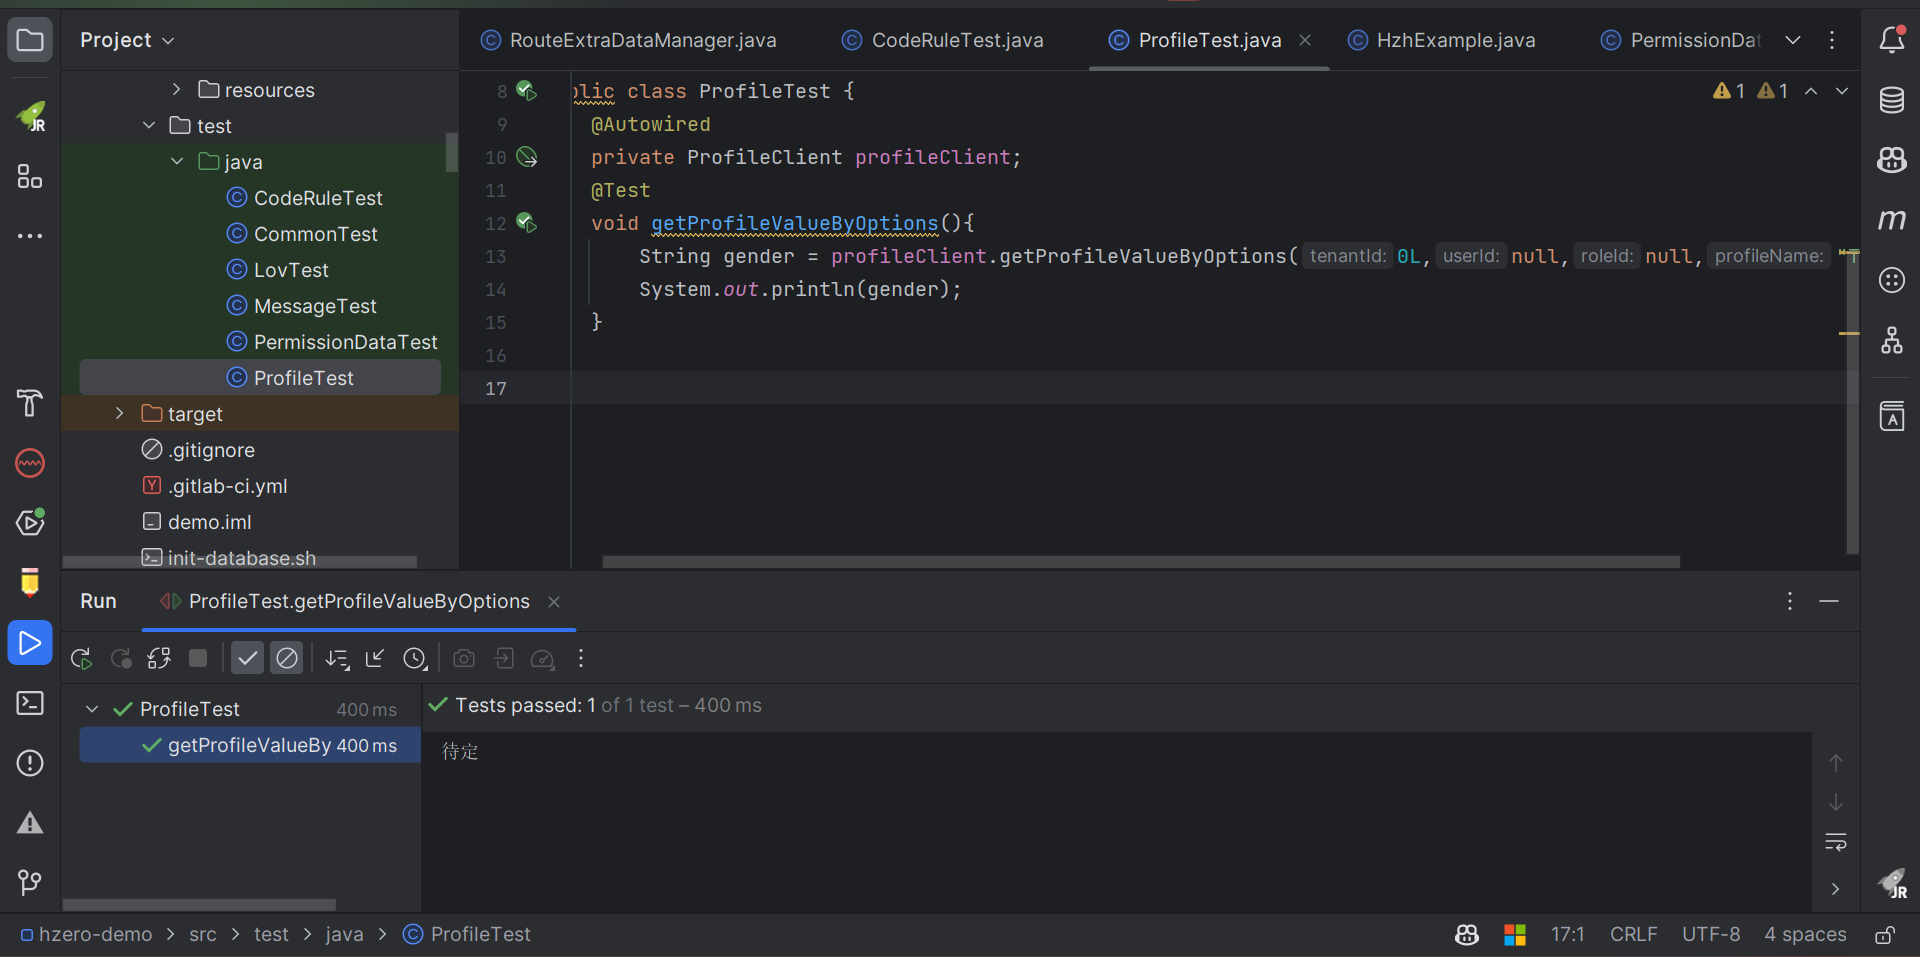 Project
RouteExtraDataManager.java
CodeRuleTest.java
ProfileTest.java
HzhExample.java
PermissionDat
resources
test
java
CodeRuleTest
CommonTest
LovTest
MessageTest
PermissionDataTest
ProfileTest
target
.gitignore
.gitlab-ci.yml
demo.iml
init-database.sh
8 blic class ProfileTest {
1 1
9 @Autowired
10 private ProfileClient profileClient;
11 @Test
12 void getProfileValueByOptions(){
13 String gender = profileClient.getProfileValueByOptions( tenantId: 0L, userId: null, roleId: null, profileName: "T
14 System.out.println(gender);
15 }
16
17
Run
ProfileTest.getProfileValueByOptions
ProfileTest 400 ms
getProfileValueBy 400 ms
Tests passed: 1 of 1 test – 400 ms
待定
hzero-demo > src > test > java > ProfileTest
17:1 CRLF UTF-8 4 spaces